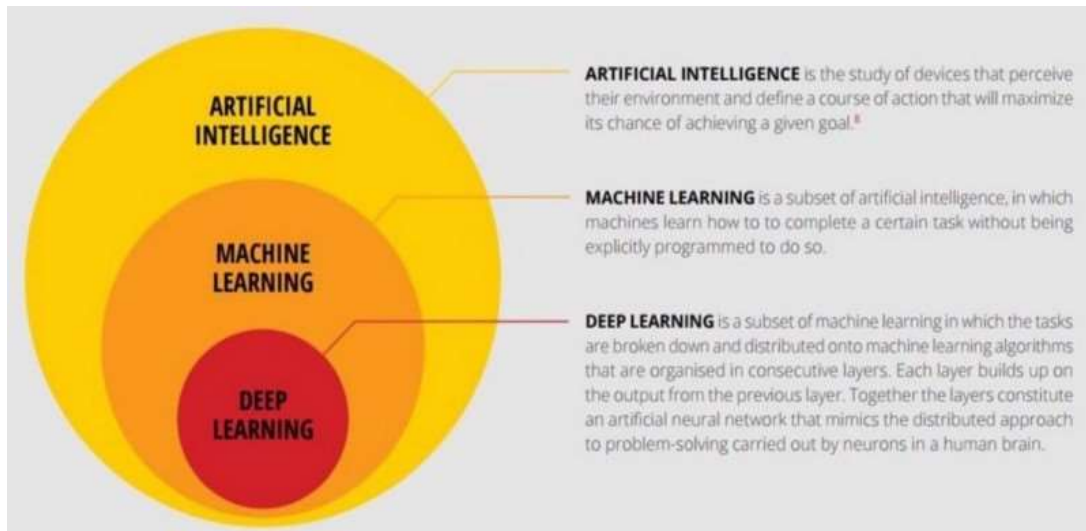 ARTIFICIAL
INTELLIGENCE
MACHINE
LEARNING
DEEP
LEARNING
ARTIFICIAL INTELLIGENCE is the study of devices that perceive
their environment and define a course of action that will maximize
its chance of achieving a given goal.8
MACHINE LEARNING is a subset of artificial intelligence, in which
machines learn how to to complete a certain task without being
explicitly programmed to do so.
DEEP LEARNING is a subset of machine learning in which the tasks
are broken down and distributed onto machine learning algorithms
that are organised in consecutive layers. Each layer builds up on
the output from the previous layer. Together the layers constitute
an artificial neural network that mimics the distributed approach
to problem-solving carried out by neurons in a human brain.